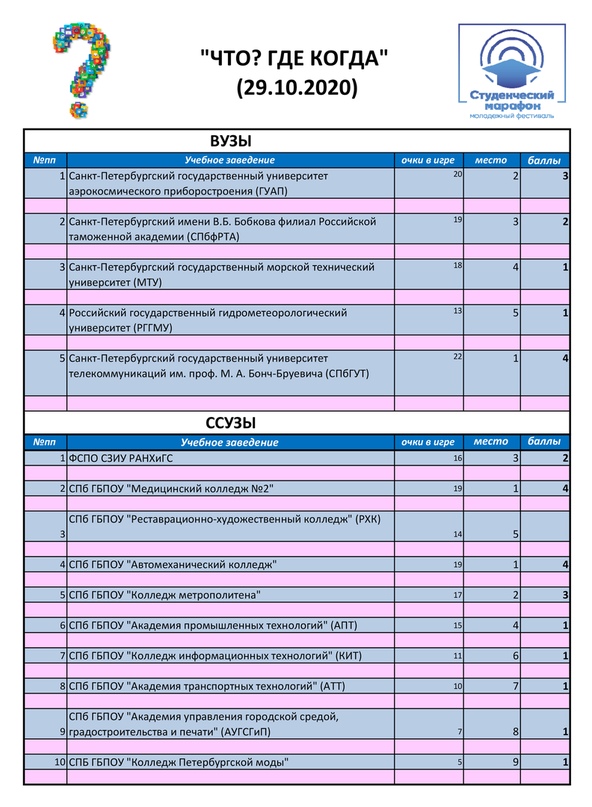 "ЧТО? ГДЕ КОГДА"
(29.10.2020)
Студенческий
марафон
молодежный фестиваль
ВУЗЫ
№пп Учебное заведение очки в игре место баллы
1 Санкт-Петербургский государственный университет 20 2 3
аэрокосмического приборостроения (ГУАП)
2 Санкт-Петербургский имени В.Б. Бобкова филиал Российской 19 3 2
таможенной академии (СПбфРТА)
3 Санкт-Петербургский государственный морской технический 18 4 1
университет (МТУ)
4 Российский государственный гидрометеорологический 13 5 1
университет (РГГМУ)
5 Санкт-Петербургский государственный университет 22 1 4
телекоммуникаций им. проф. М. А. Бонч-Бруевича (СПбГУТ)
ССУЗЫ
№пп Учебное заведение очки в игре место баллы
1 ФСПО СЗИУ РАНХиГС 16 3 2
2 СПб ГБПОУ "Медицинский колледж №2" 19 1 4
СПб ГБПОУ "Реставрационно-художественный колледж" (РХК)
3 14 5
4 СПб ГБПОУ "Автомеханический колледж" 19 1 4
5 СПб ГБПОУ "Колледж метрополитена" 17 2 3
6 СПб ГБПОУ "Академия промышленных технологий" (АПТ) 15 4 1
7 СПб ГБПОУ "Колледж информационных технологий" (КИТ) 11 6 1
8 СПб ГБПОУ "Академия транспортных технологий" (АТТ) 10 7 1
СПб ГБПОУ "Академия управления городской средой,
9 градостроительства и печати" (АУГСГиП) 7 8 1
10 СПБ ГБПОУ "Колледж Петербургской моды" 5 9 1